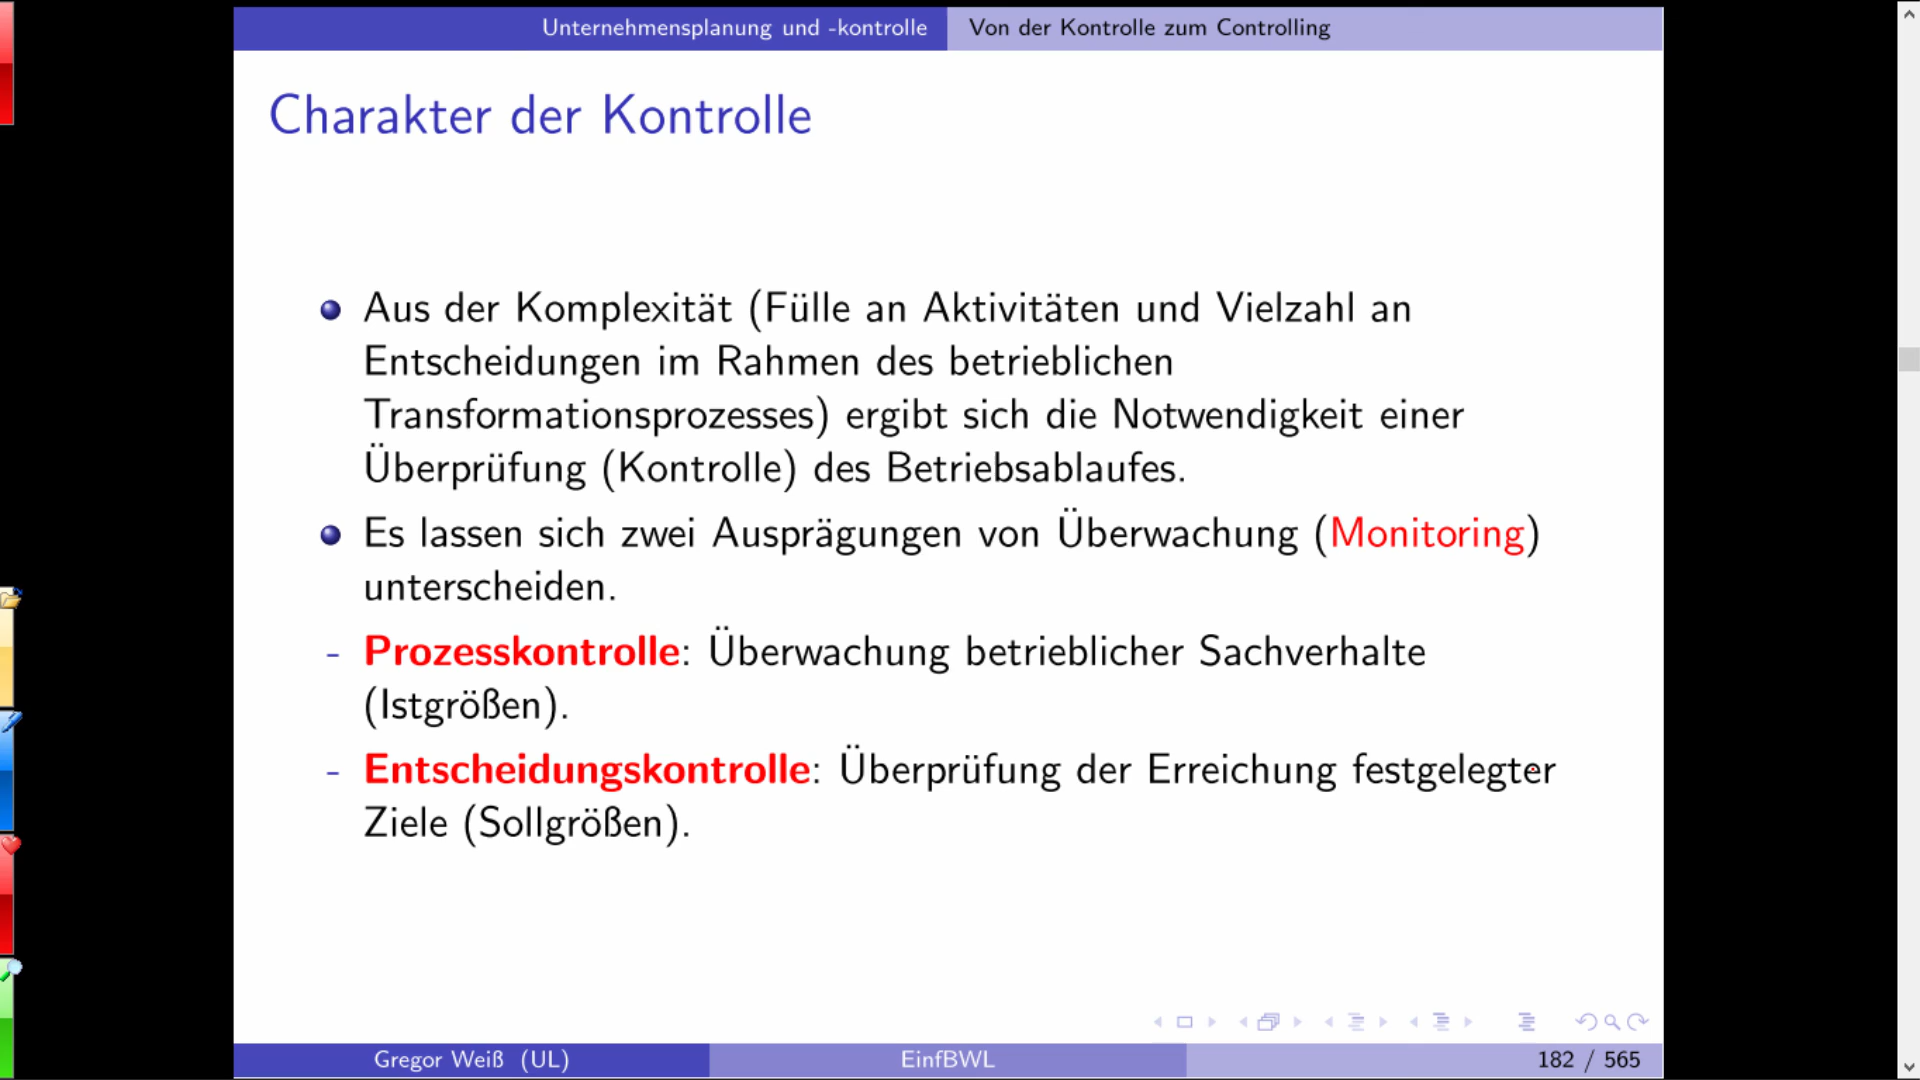 Unternehmensplanung und -kontrolle
Von der Kontrolle zum Controlling
Charakter der Kontrolle
Aus der Komplexität (Fülle an Aktivitäten und Vielzahl an
Entscheidungen im Rahmen des betrieblichen
Transformationsprozesses) ergibt sich die Notwendigkeit einer
Überprüfung (Kontrolle) des Betriebsablaufes.
Es lassen sich zwei Ausprägungen von Überwachung (Monitoring)
unterscheiden.
- Prozesskontrolle: Überwachung betrieblicher Sachverhalte
(Istgrößen).
- Entscheidungskontrolle: Überprüfung der Erreichung festgelegter
Ziele (Sollgrößen).
Gregor Weiß (UL)
EinfBWL
182 / 565